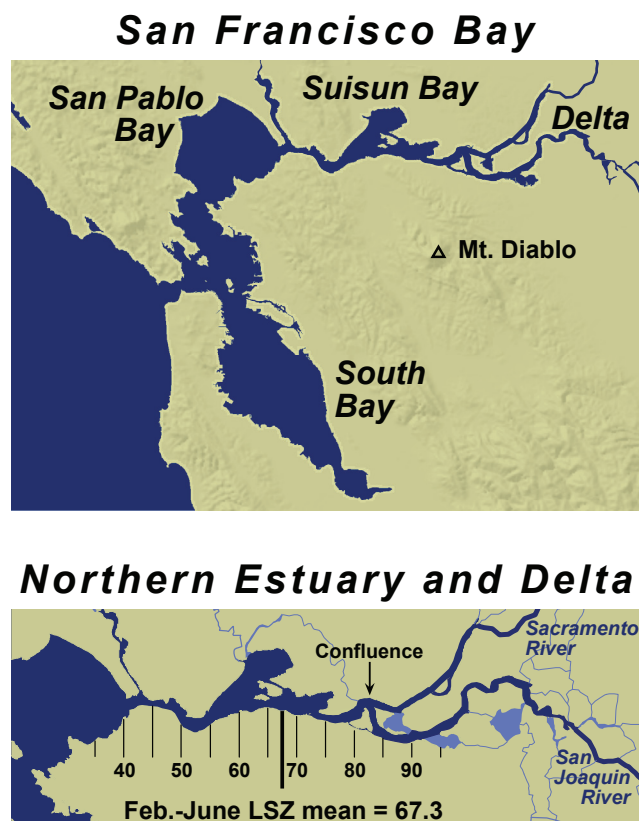 San Francisco Bay
San Pablo
Bay
Suisun Bay
Delta
Mt. Diablo
South
Bay
Northern Estuary and Delta
Confluence
Sacramento
River
40 50 60 70 80 90
San
Joaquin
River
Feb.-June LSZ mean = 67.3